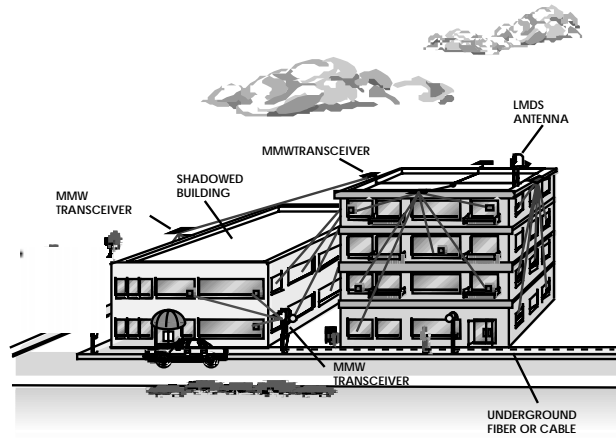 LMDS
ANTENNA
MMWTRANSCEIVER
SHADOWED
BUILDING
MMW
TRANSCEIVER
MMW
TRANSCEIVER
UNDERGROUND
FIBER OR CABLE